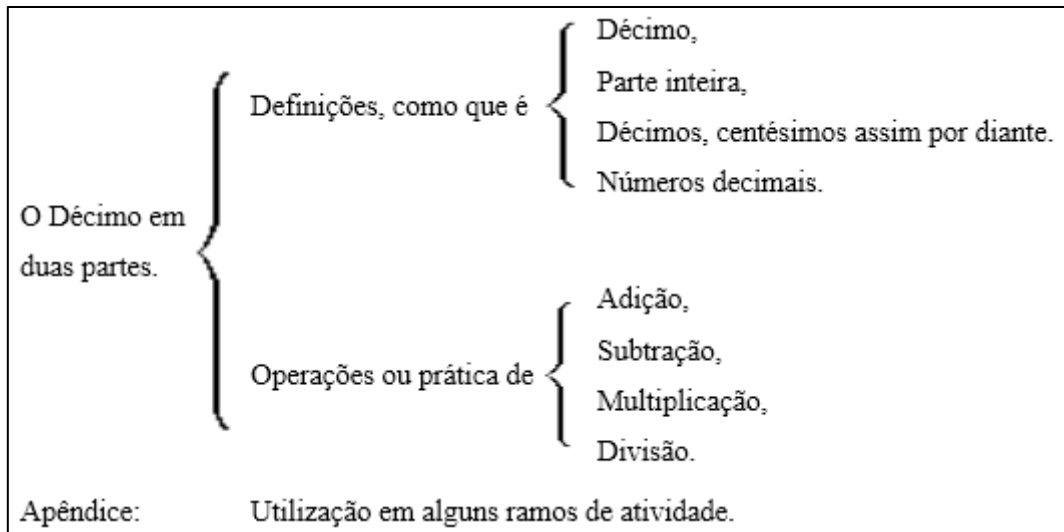 Décimo,
Parte inteira,
Definições, como que é
Décimos, centésimos assim por diante.
Números decimais.
O Décimo em
duas partes.
Adição,
Subtração,
Operações ou prática de
Multiplicação,
Divisão.
Apêndice: Utilização em alguns ramos de atividade.